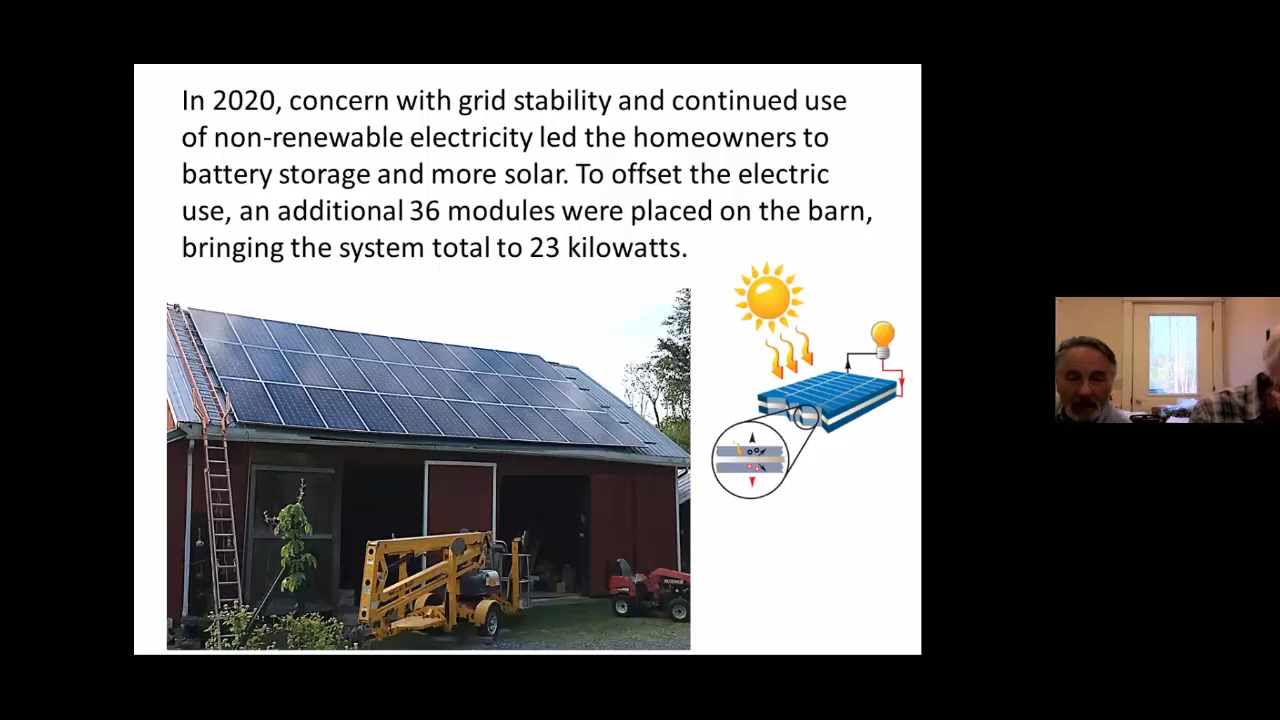 In 2020, concern with grid stability and continued use
of non-renewable electricity led the homeowners to
battery storage and more solar. To offset the electric
use, an additional 36 modules were placed on the barn,
bringing the system total to 23 kilowatts.